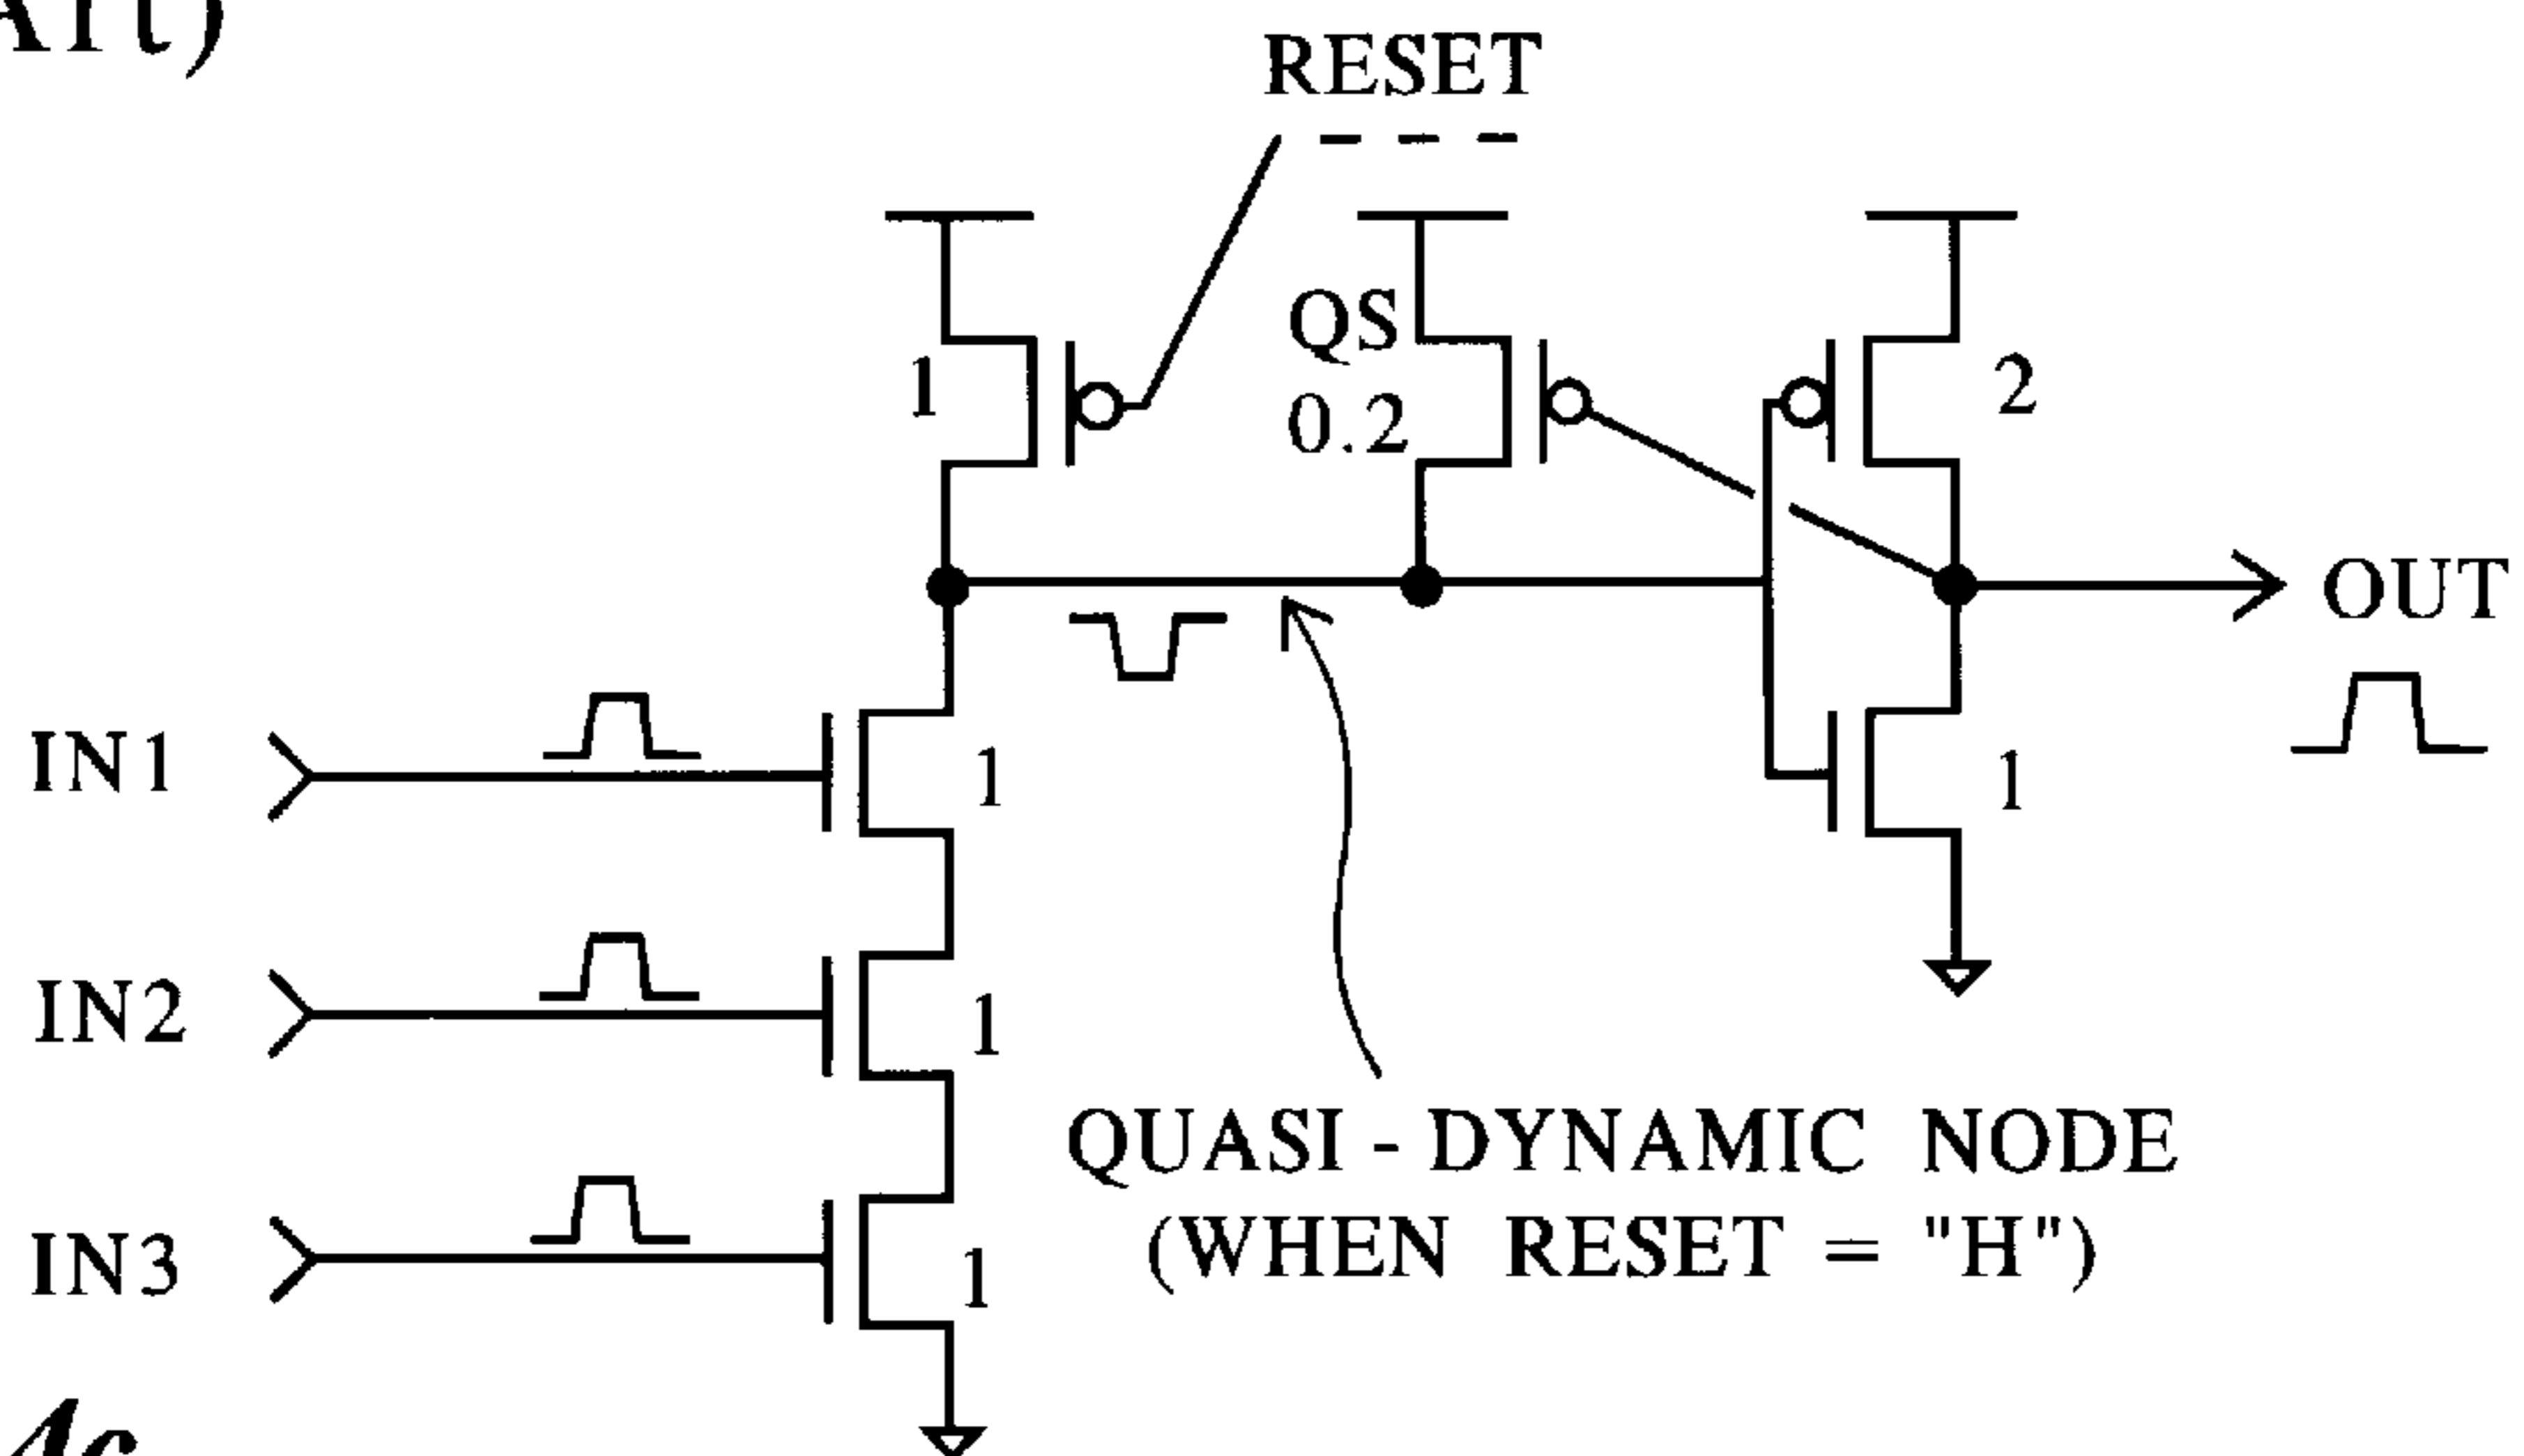 RESET
QS
0.2
1
2
OUT
IN1
1
1
IN2
1
QUASI - DYNAMIC NODE
(WHEN RESET = "H")
IN3
1
4c